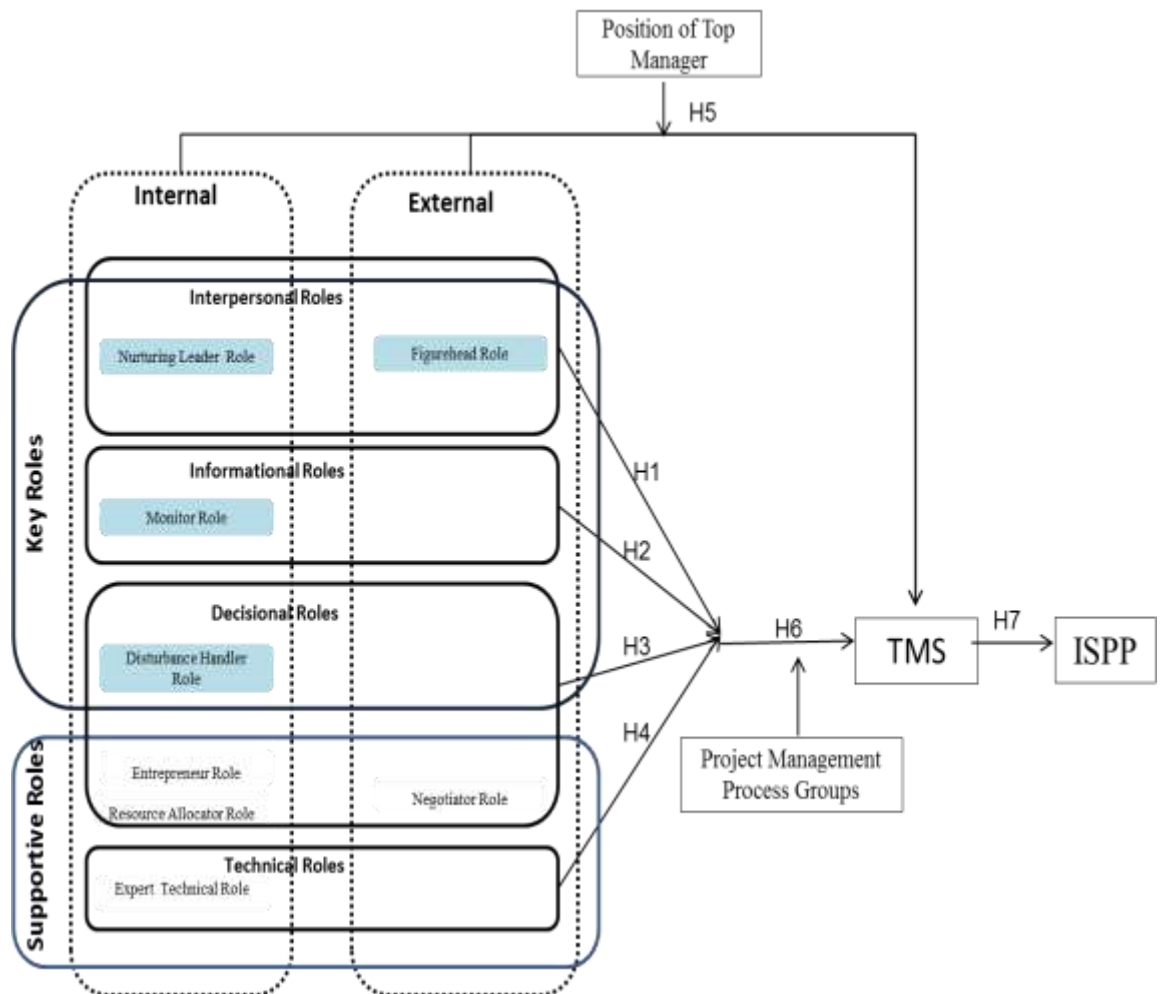 Position of Top
Manager
H5
Internal
External
Key Roles
Interpersonal Roles
Nurturing Leader Role
Figurehead Role
H1
Informational Roles
Monitor Role
H2
Decisional Roles
Disturbance Handler
Role
H3
H6
TMS
H7
ISPP
H4
Project Management
Process Groups
Supportive Roles
Entrepreneur Role
Negotiator Role
Resource Allocator Role
Technical Roles
Expert Technical Role